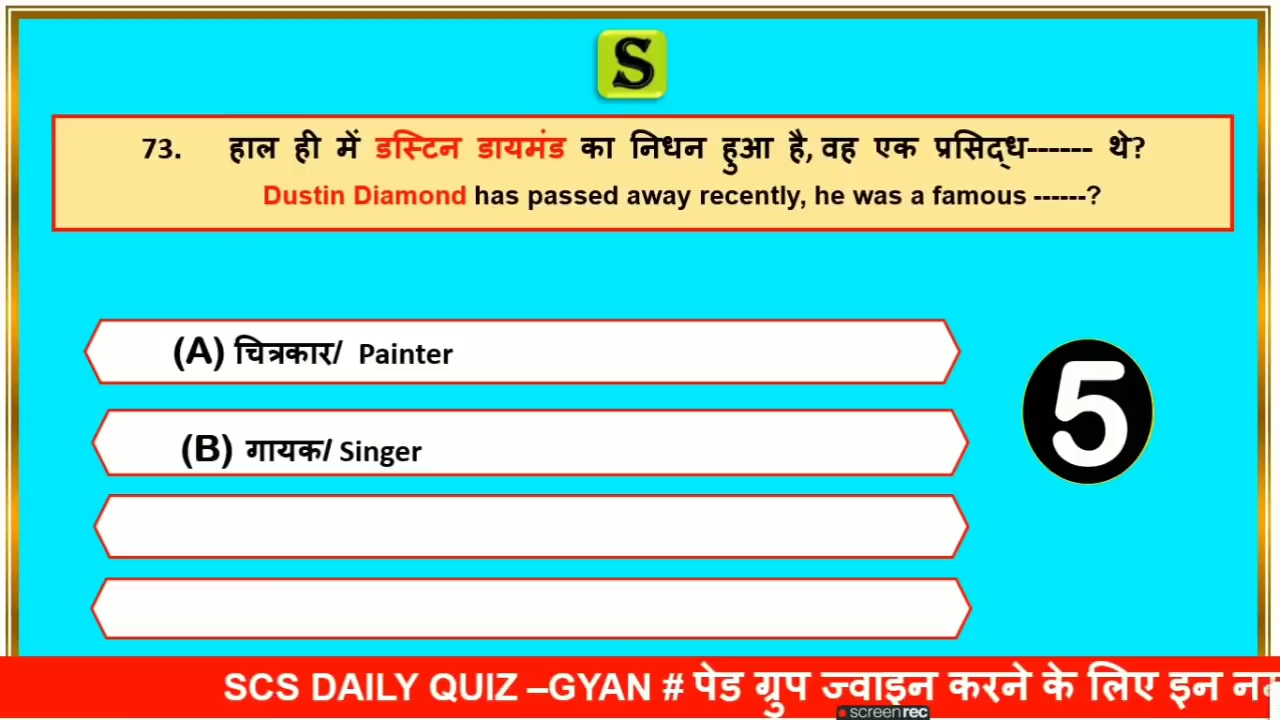 S
73. हाल ही में डस्टिन डायमंड का निधन हुआ है, वह एक प्रसिद्ध------ थे?
Dustin Diamond has passed away recently, he was a famous ------?
(A) चित्रकार/ Painter
(B) गायक/ Singer
5
SCS DAILY QUIZ –GYAN # पेड ग्रुप ज्वाइन करने के लिए इन
screenrec